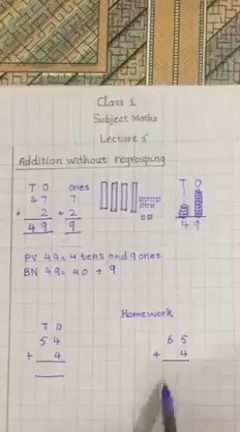 Class 1
Subject Maths
Lecture 5
Addition without regrouping
T O ones T O
4 7 7
+ 2 + 2
4 9 9 4 9
PV 49 = 4 tens and 9 ones
BN 49 = 40 + 9
Homework
T O
5 4 6 5
+ 4 + 4